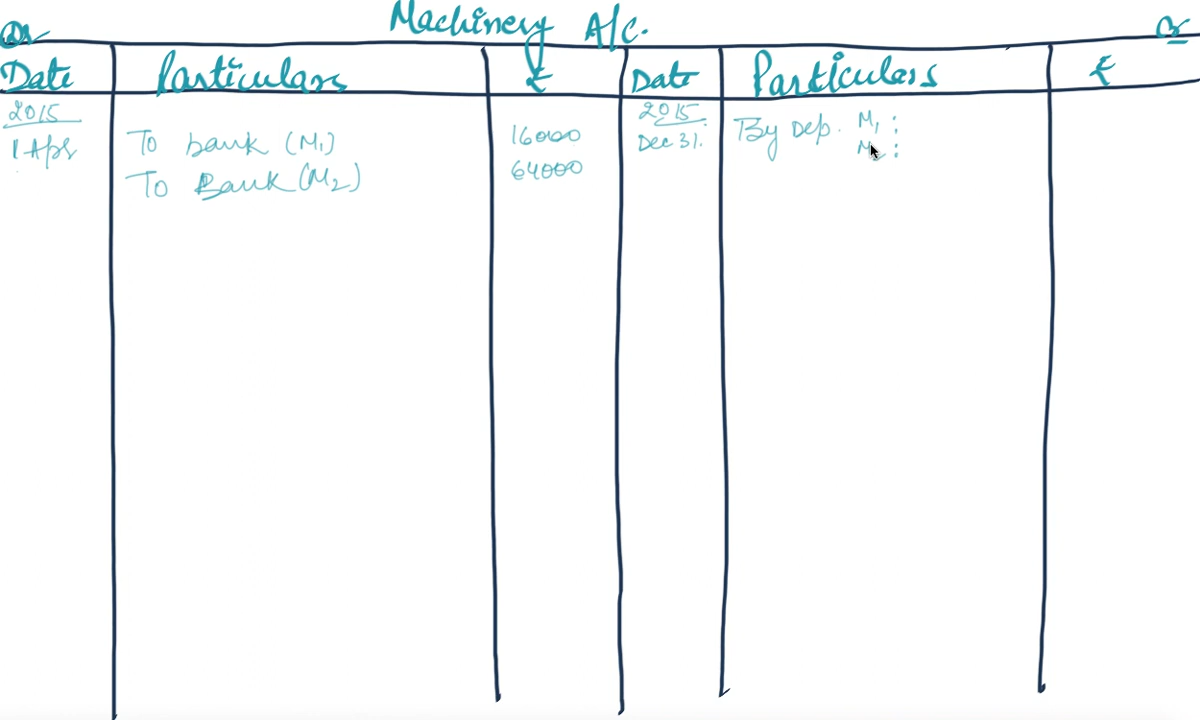 Machinery A/c.
Dr Cr
Date Particulars ₹ Date Particulars ₹
2015 2015
1 Apr To bank (M1) 16000 Dec 31. By Dep. M1 :
To Bank (M2) 64000 M2 :